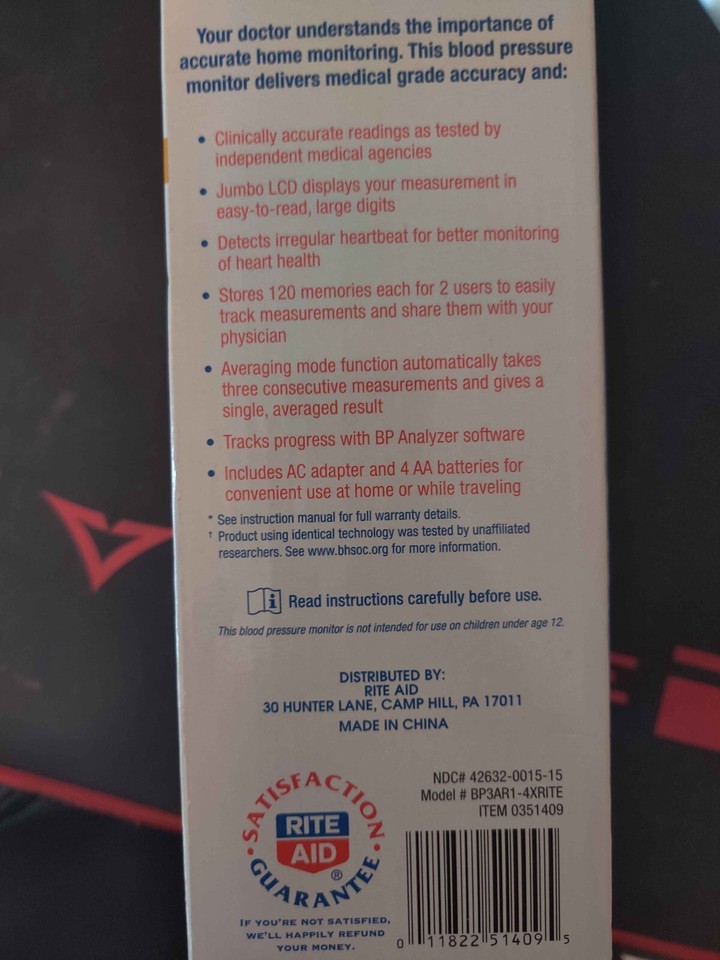 Your doctor understands the importance of
accurate home monitoring. This blood pressure
monitor delivers medical grade accuracy and:
• Clinically accurate readings as tested by
independent medical agencies
• Jumbo LCD displays your measurement in
easy-to-read, large digits
• Detects irregular heartbeat for better monitoring
of heart health
• Stores 120 memories each for 2 users to easily
track measurements and share them with your
physician
• Averaging mode function automatically takes
three consecutive measurements and gives a
single, averaged result
• Tracks progress with BP Analyzer software
• Includes AC adapter and 4 AA batteries for
convenient use at home or while traveling
* See instruction manual for full warranty details.
† Product using identical technology was tested by unaffiliated
researchers. See www.bhsoc.org for more information.
Read instructions carefully before use.
This blood pressure monitor is not intended for use on children under age 12.
DISTRIBUTED BY:
RITE AID
30 HUNTER LANE, CAMP HILL, PA 17011
MADE IN CHINA
NDC# 42632-0015-15
Model # BP3AR1-4XRITE
ITEM 0351409
• SATISFACTION •
RITE
AID
®
GUARANTEE
IF YOU'RE NOT SATISFIED,
WE'LL HAPPILY REFUND
YOUR MONEY.
0 11822 51409 5